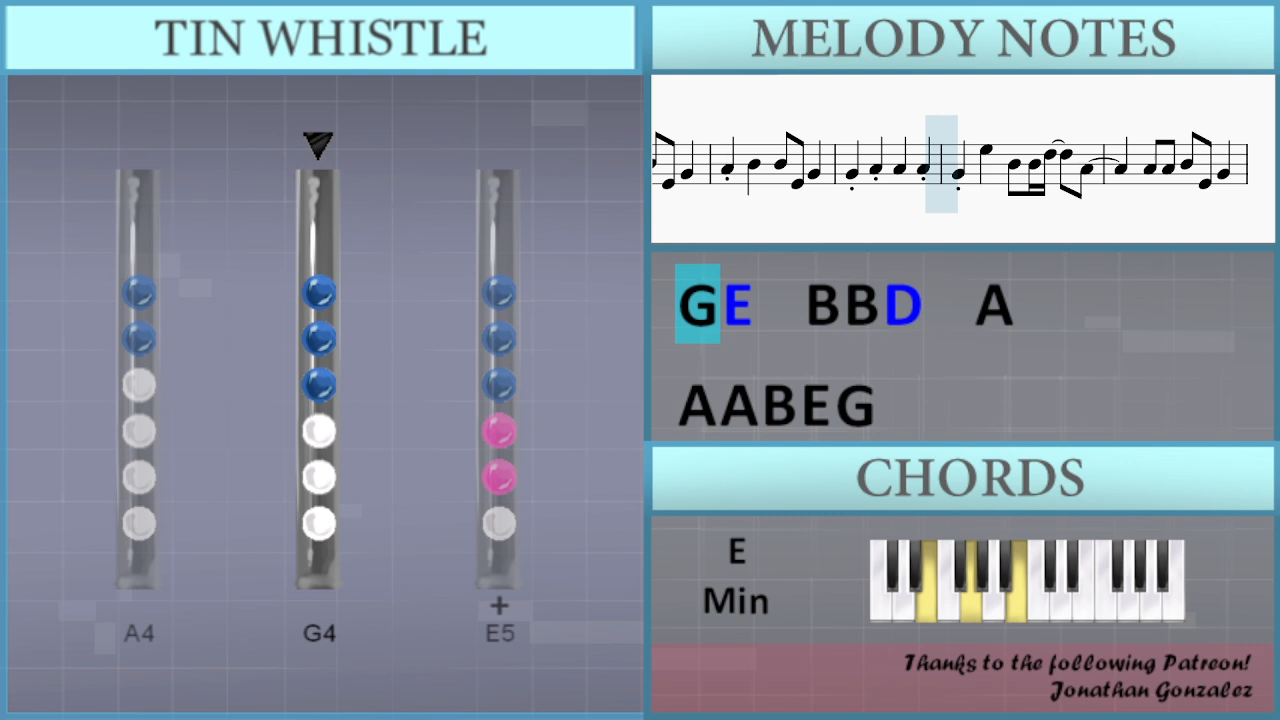 TIN WHISTLE
A4
G4
+
E5
MELODY NOTES
GE BBD A
AABEG
CHORDS
E
Min
Thanks to the following Patreon!
Jonathan Gonzalez